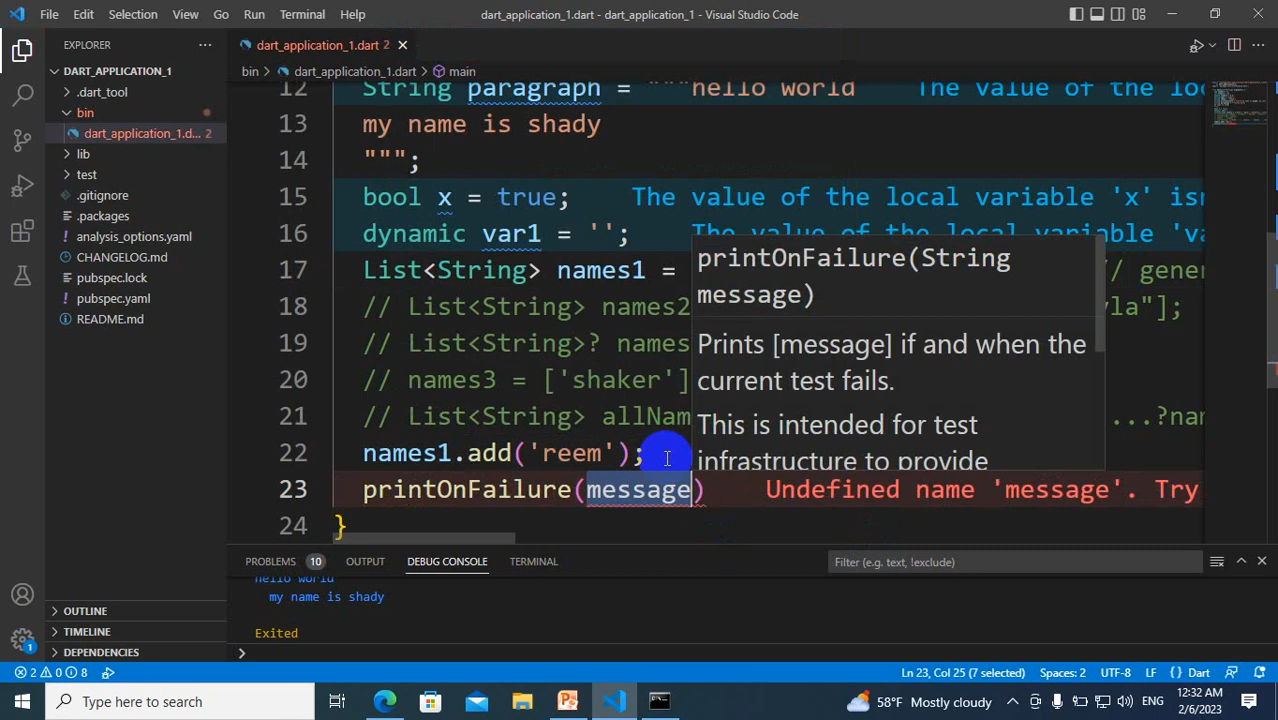 File Edit Selection View Go Run Terminal Help dart_application_1.dart - dart_application_1 - Visual Studio Code
EXPLORER
DART_APPLICATION_1
.dart_tool
bin
dart_application_1.d... 2
lib
test
.gitignore
.packages
analysis_options.yaml
CHANGELOG.md
pubspec.lock
pubspec.yaml
README.md
OUTLINE
TIMELINE
DEPENDENCIES
dart_application_1.dart 2
bin > dart_application_1.dart > main
12 String paragraph = """hello world The value of the loc
13 my name is shady
14 """;
15 bool x = true; The value of the local variable 'x' isn
16 dynamic var1 = ''; The value of the local variable 'va
17 List<String> names1 = // gener
18 // List<String> names2 yla"];
19 // List<String>? names
20 // names3 = ['shaker']
21 // List<String> allNam ...?nam
22 names1.add('reem');
23 printOnFailure(message) Undefined name 'message'. Try
24 }
printOnFailure(String
message)
Prints [message] if and when the
current test fails.
This is intended for test
infrastructure to provide
PROBLEMS 10 OUTPUT DEBUG CONSOLE TERMINAL Filter (e.g. text, !exclude)
hello world
my name is shady
Exited
1
2 0 8 Ln 23, Col 25 (7 selected) Spaces: 2 UTF-8 LF { } Dart
Type here to search 58°F Mostly cloudy ENG 12:32 AM
2/6/2023